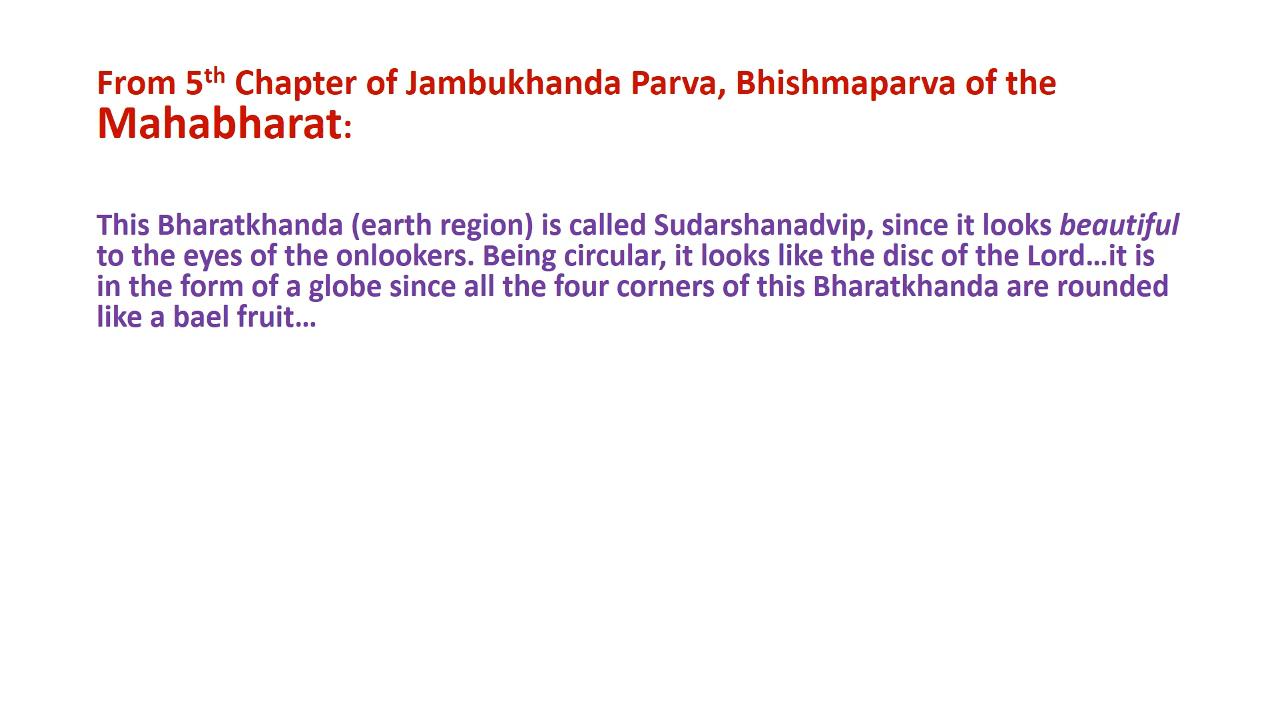 From 5th Chapter of Jambukhanda Parva, Bhishmaparva of the
Mahabharat:
This Bharatkhanda (earth region) is called Sudarshanadvip, since it looks beautiful
to the eyes of the onlookers. Being circular, it looks like the disc of the Lord…it is
in the form of a globe since all the four corners of this Bharatkhanda are rounded
like a bael fruit…